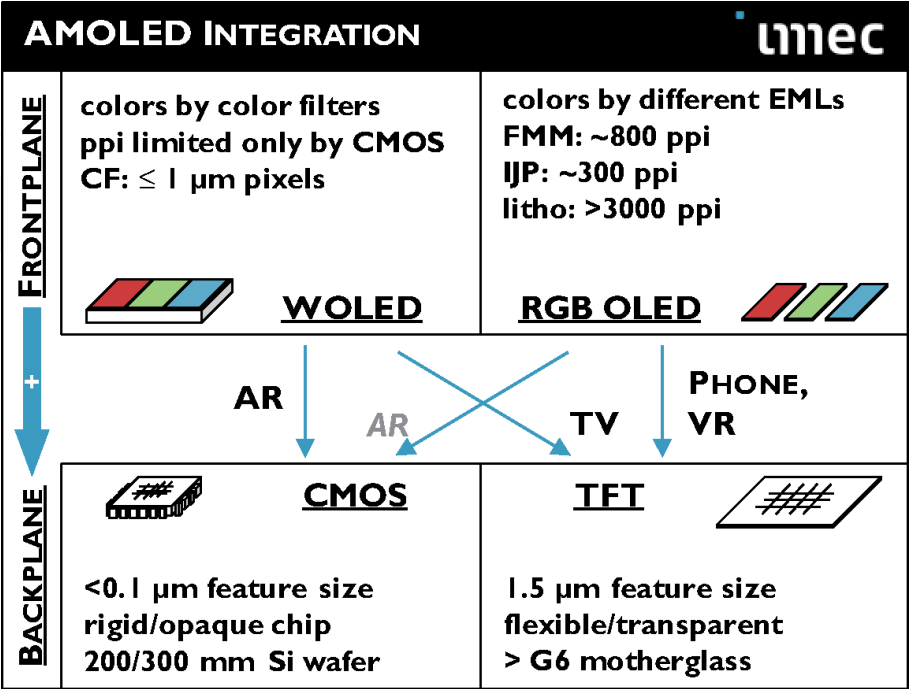 AMOLED INTEGRATION
imec
FRONTPLANE
colors by color filters
ppi limited only by CMOS
CF: ≤ 1 µm pixels
WOLED
colors by different EMLs
FMM: ~800 ppi
IJP: ~300 ppi
litho: >3000 ppi
RGB OLED
+
AR
AR
TV
PHONE,
VR
BACKPLANE
CMOS
<0.1 µm feature size
rigid/opaque chip
200/300 mm Si wafer
TFT
1.5 µm feature size
flexible/transparent
> G6 motherglass